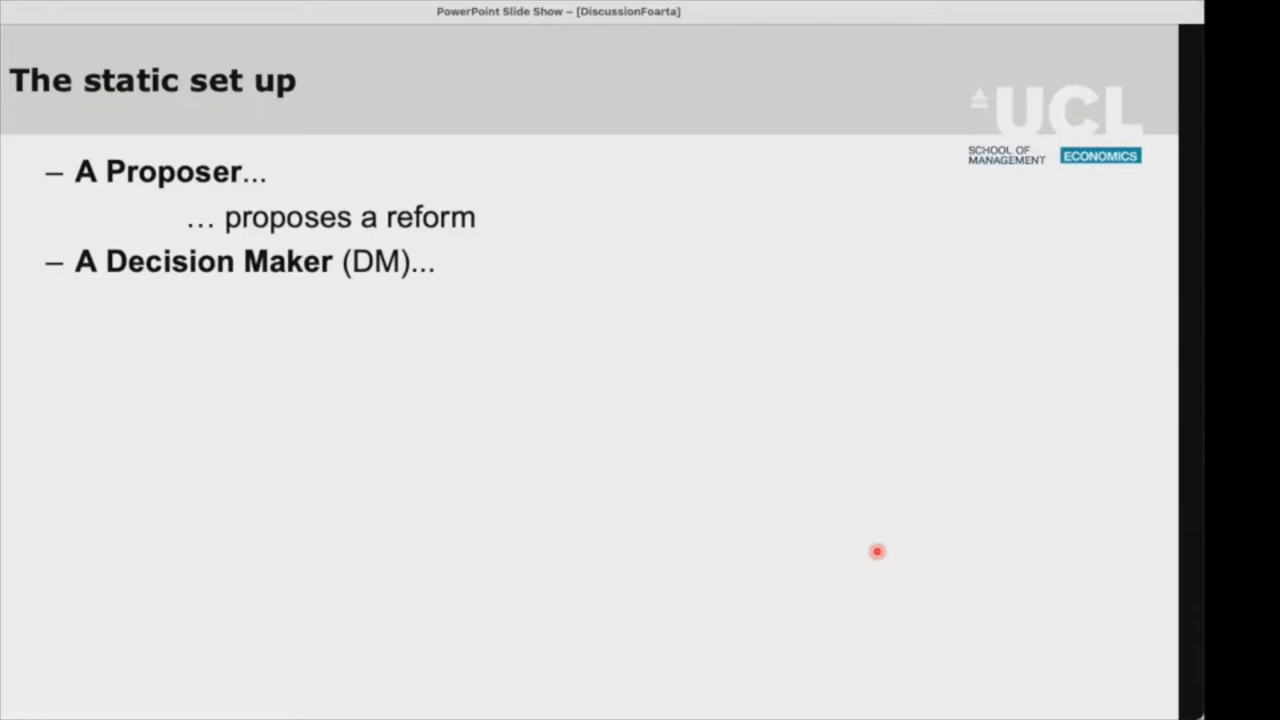 PowerPoint Slide Show – [DiscussionFoarta]
The static set up
UCL
SCHOOL OF
MANAGEMENT
ECONOMICS
– A Proposer...
... proposes a reform
– A Decision Maker (DM)...